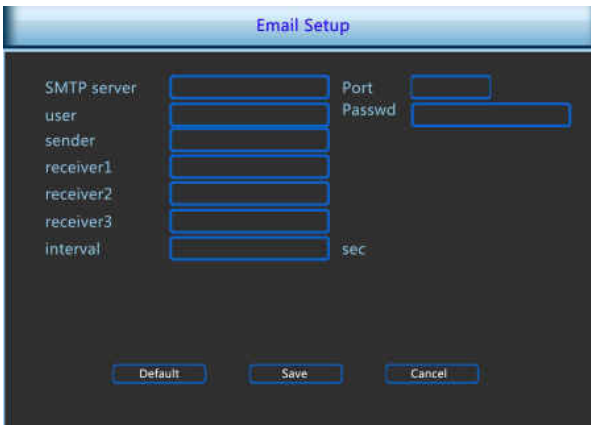 Email Setup
SMTP server Port
user Passwd
sender
receiver1
receiver2
receiver3
interval sec
Default Save Cancel